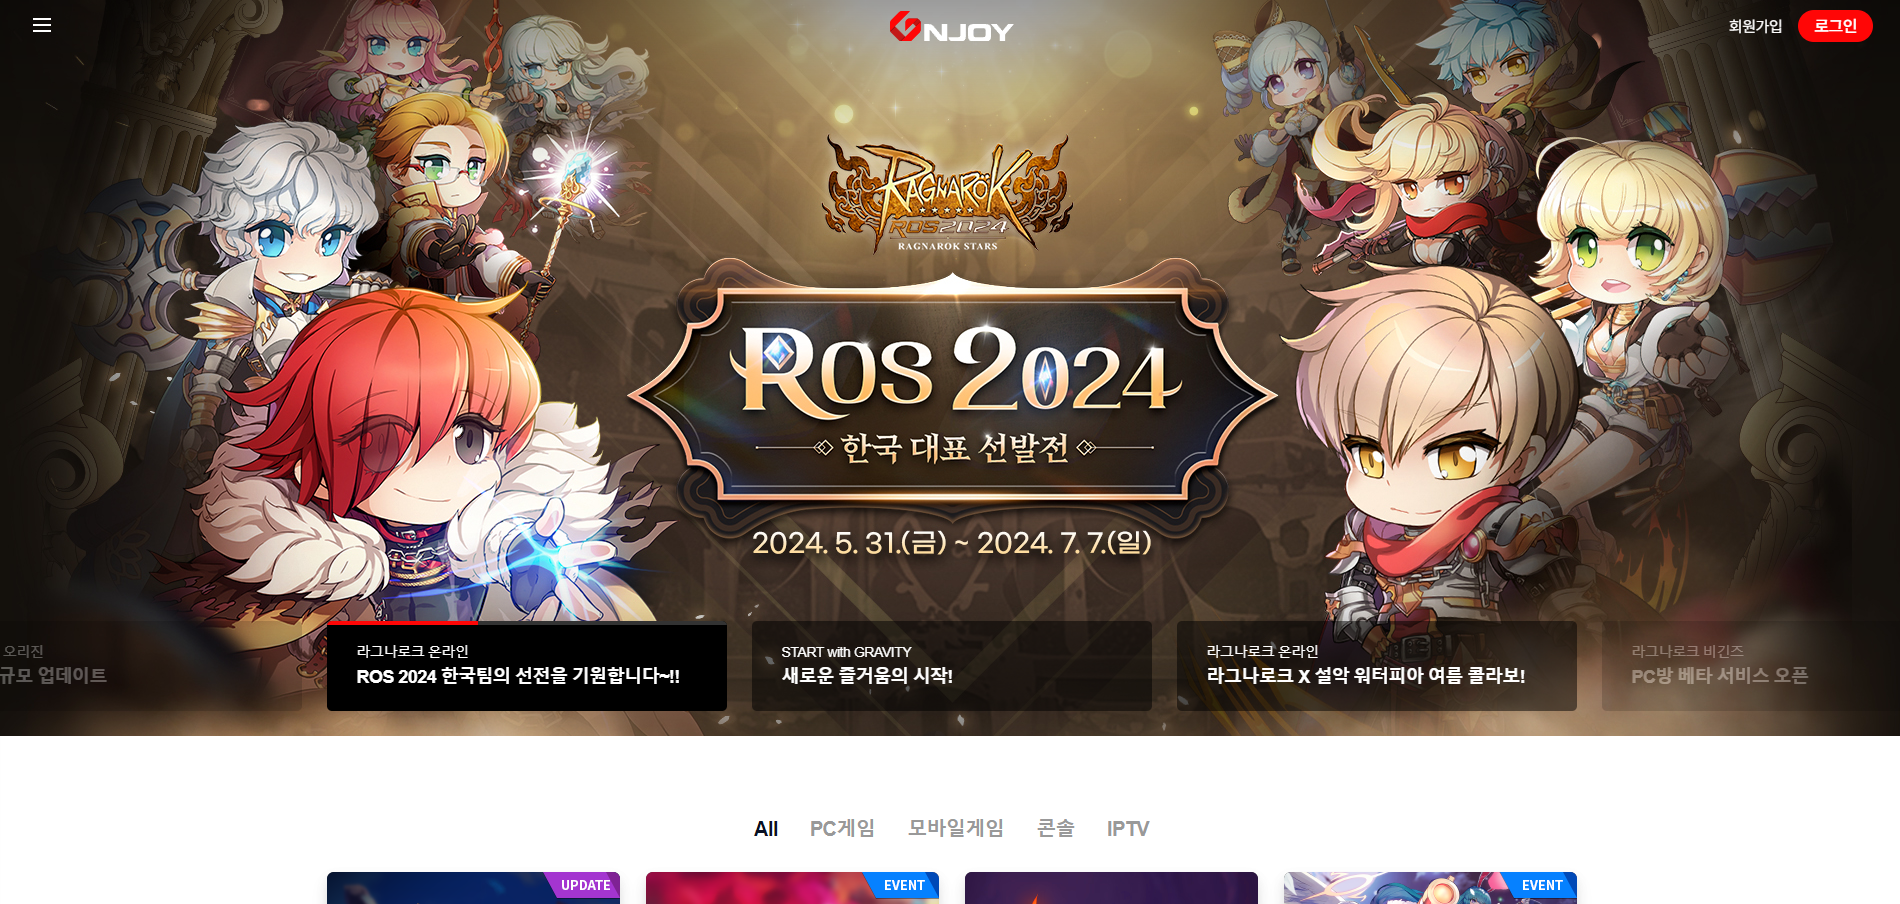 GNJOY
회원가입
로그인
RAGNARÖK
ROS2024
RAGNAROK STARS
ROS 2024
한국 대표 선발전
2024. 5. 31.(금) ~ 2024. 7. 7.(일)
오리진
규모 업데이트
라그나로크 온라인
ROS 2024 한국팀의 선전을 기원합니다~!!
START with GRAVITY
새로운 즐거움의 시작!
라그나로크 온라인
라그나로크 X 설악 워터피아 여름 콜라보!
라그나로크 비긴즈
PC방 베타 서비스 오픈
All
PC게임
모바일게임
콘솔
IPTV
UPDATE
EVENT
EVENT